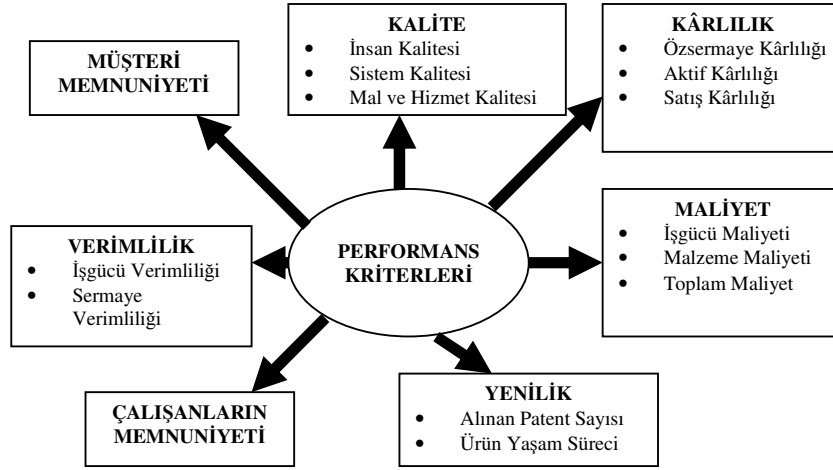 MÜŞTERİ
MEMNUNİYETİ
KALİTE
• İnsan Kalitesi
• Sistem Kalitesi
• Mal ve Hizmet Kalitesi
KÂRLILIK
• Özsermaye Kârlılığı
• Aktif Kârlılığı
• Satış Kârlılığı
VERİMLİLİK
• İşgücü Verimliliği
• Sermaye
Verimliliği
PERFORMANS
KRİTERLERİ
MALİYET
• İşgücü Maliyeti
• Malzeme Maliyeti
• Toplam Maliyet
ÇALIŞANLARIN
MEMNUNİYETİ
YENİLİK
• Alınan Patent Sayısı
• Ürün Yaşam Süreci